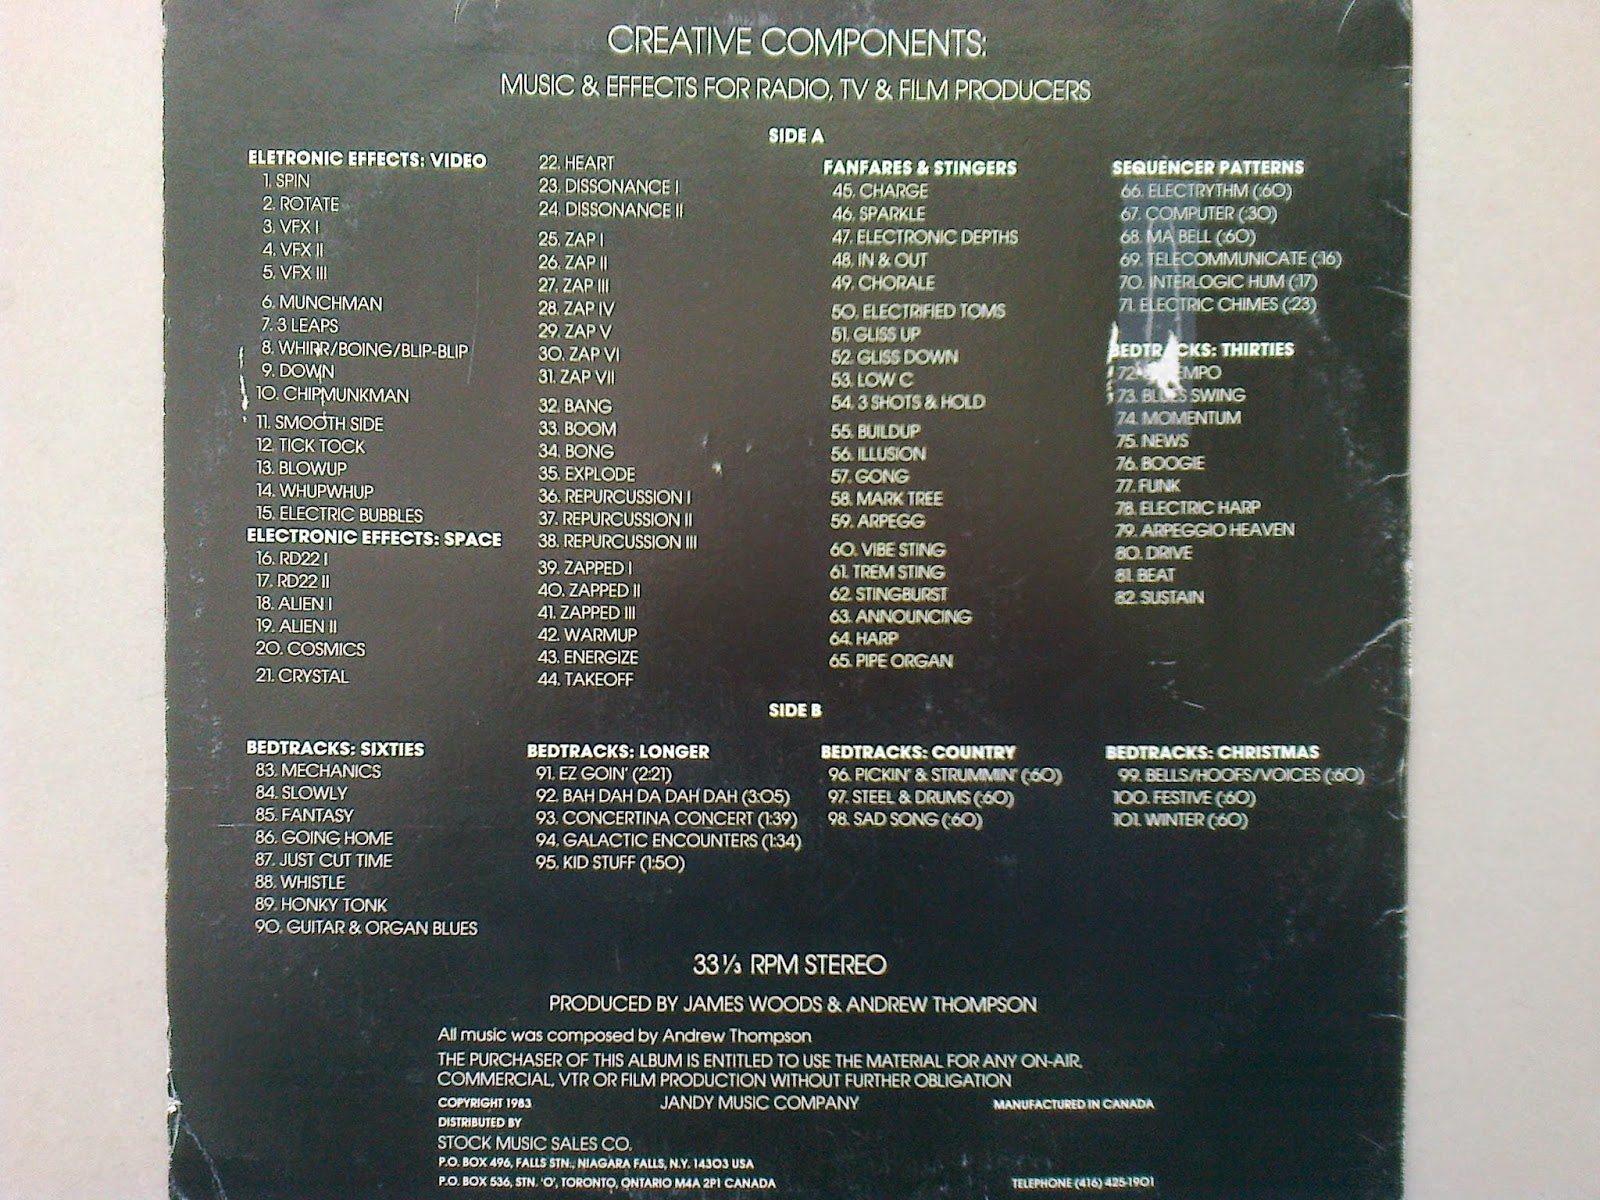 CREATIVE COMPONENTS:
MUSIC & EFFECTS FOR RADIO, TV & FILM PRODUCERS
SIDE A
ELETRONIC EFFECTS: VIDEO
1. SPIN
2. ROTATE
3. VFX I
4. VFX II
5. VFX III
6. MUNCHMAN
7. 3 LEAPS
8. WHIRR/BOING/BLIP-BLIP
9. DOWN
10. CHIPMUNKMAN
11. SMOOTH SIDE
12. TICK TOCK
13. BLOWUP
14. WHUPWHUP
15. ELECTRIC BUBBLES
ELECTRONIC EFFECTS: SPACE
16. RD22 I
17. RD22 II
18. ALIEN I
19. ALIEN II
20. COSMICS
21. CRYSTAL
22. HEART
23. DISSONANCE I
24. DISSONANCE II
25. ZAP I
26. ZAP II
27. ZAP III
28. ZAP IV
29. ZAP V
30. ZAP VI
31. ZAP VII
32. BANG
33. BOOM
34. BONG
35. EXPLODE
36. REPURCUSSION I
37. REPURCUSSION II
38. REPURCUSSION III
39. ZAPPED I
40. ZAPPED II
41. ZAPPED III
42. WARMUP
43. ENERGIZE
44. TAKEOFF
FANFARES & STINGERS
45. CHARGE
46. SPARKLE
47. ELECTRONIC DEPTHS
48. IN & OUT
49. CHORALE
50. ELECTRIFIED TOMS
51. GLISS UP
52. GLISS DOWN
53. LOW C
54. 3 SHOTS & HOLD
55. BUILDUP
56. ILLUSION
57. GONG
58. MARK TREE
59. ARPEGG
60. VIBE STING
61. TREM STING
62. STINGBURST
63. ANNOUNCING
64. HARP
65. PIPE ORGAN
SEQUENCER PATTERNS
66. ELECTRYTHM (:60)
67. COMPUTER (:30)
68. MA BELL (:60)
69. TELECOMMUNICATE (:16)
70. INTERLOGIC HUM (:17)
71. ELECTRIC CHIMES (:23)
BEDTRACKS: THIRTIES
72.
73. BLUES SWING
74. MOMENTUM
75. NEWS
76. BOOGIE
77. FUNK
78. ELECTRIC HARP
79. ARPEGGIO HEAVEN
80. DRIVE
81. BEAT
82. SUSTAIN
SIDE B
BEDTRACKS: SIXTIES
83. MECHANICS
84. SLOWLY
85. FANTASY
86. GOING HOME
87. JUST CUT TIME
88. WHISTLE
89. HONKY TONK
90. GUITAR & ORGAN BLUES
BEDTRACKS: LONGER
91. EZ GOIN' (2:21)
92. BAH DAH DA DAH DAH (3:05)
93. CONCERTINA CONCERT (1:39)
94. GALACTIC ENCOUNTERS (1:34)
95. KID STUFF (1:50)
BEDTRACKS: COUNTRY
96. PICKIN' & STRUMMIN' (:60)
97. STEEL & DRUMS (:60)
98. SAD SONG (:60)
BEDTRACKS: CHRISTMAS
99. BELLS/HOOFS/VOICES (:60)
100. FESTIVE (:60)
101. WINTER (:60)
33 1/3 RPM STEREO
PRODUCED BY JAMES WOODS & ANDREW THOMPSON
All music was composed by Andrew Thompson
THE PURCHASER OF THIS ALBUM IS ENTITLED TO USE THE MATERIAL FOR ANY ON-AIR,
COMMERCIAL, VTR OR FILM PRODUCTION WITHOUT FURTHER OBLIGATION
COPYRIGHT 1983 JANDY MUSIC COMPANY MANUFACTURED IN CANADA
DISTRIBUTED BY
STOCK MUSIC SALES CO.
P.O. BOX 496, FALLS STN., NIAGARA FALLS, N.Y. 14303 USA
P.O. BOX 536, STN. 'O', TORONTO, ONTARIO M4A 2P1 CANADA TELEPHONE (416) 425-1901